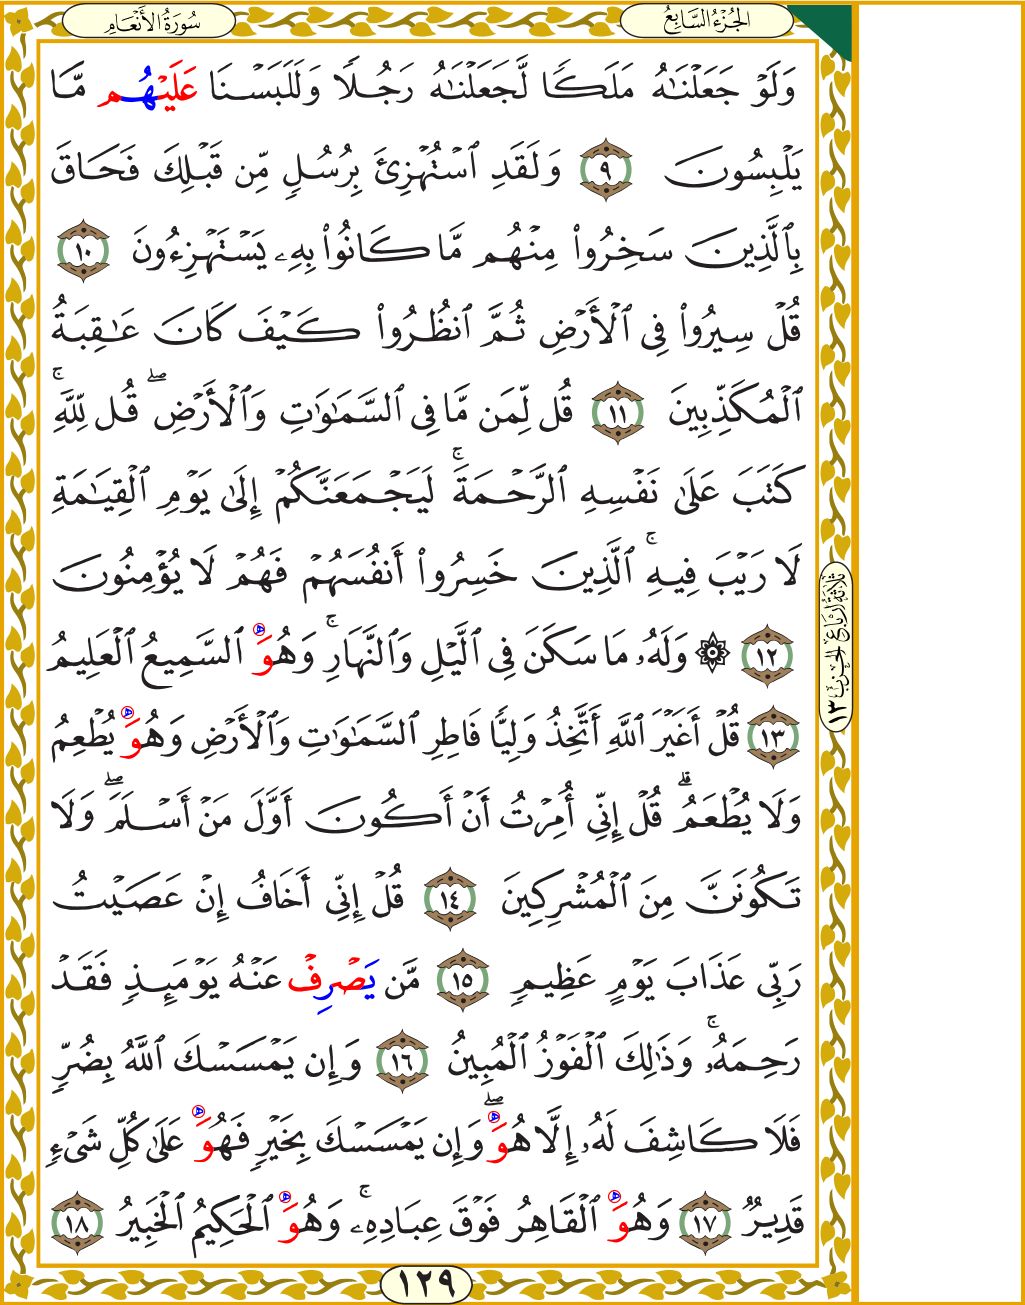 سُورَةُ الأَنْعَامِ
الجُزْءُ السَّابِعُ
وَلَوۡ جَعَلۡنَٰهُ مَلَكٗا لَّجَعَلۡنَٰهُ رَجُلٗا وَلَلَبَسۡنَا عَلَيۡهُم مَّا
يَلۡبِسُونَ ٩ وَلَقَدِ ٱسۡتُهۡزِئَ بِرُسُلٖ مِّن قَبۡلِكَ فَحَاقَ
بِٱلَّذِينَ سَخِرُواْ مِنۡهُم مَّا كَانُواْ بِهِۦ يَسۡتَهۡزِءُونَ ١٠
قُلۡ سِيرُواْ فِي ٱلۡأَرۡضِ ثُمَّ ٱنظُرُواْ كَيۡفَ كَانَ عَٰقِبَةُ
ٱلۡمُكَذِّبِينَ ١١ قُل لِّمَن مَّا فِي ٱلسَّمَٰوَٰتِ وَٱلۡأَرۡضِۖ قُل لِّلَّهِۚ
كَتَبَ عَلَىٰ نَفۡسِهِ ٱلرَّحۡمَةَۚ لَيَجۡمَعَنَّكُمۡ إِلَىٰ يَوۡمِ ٱلۡقِيَٰمَةِ
لَا رَيۡبَ فِيهِۚ ٱلَّذِينَ خَسِرُوٓاْ أَنفُسَهُمۡ فَهُمۡ لَا يُؤۡمِنُونَ
١٢ ۞ وَلَهُۥ مَا سَكَنَ فِي ٱلَّيۡلِ وَٱلنَّهَارِۚ وَهُوَ ٱلسَّمِيعُ ٱلۡعَلِيمُ
١٣ قُلۡ أَغَيۡرَ ٱللَّهِ أَتَّخِذُ وَلِيّٗا فَاطِرِ ٱلسَّمَٰوَٰتِ وَٱلۡأَرۡضِ وَهُوَ يُطۡعِمُ
وَلَا يُطۡعَمُۗ قُلۡ إِنِّيٓ أُمِرۡتُ أَنۡ أَكُونَ أَوَّلَ مَنۡ أَسۡلَمَۖ وَلَا
تَكُونَنَّ مِنَ ٱلۡمُشۡرِكِينَ ١٤ قُلۡ إِنِّيٓ أَخَافُ إِنۡ عَصَيۡتُ
رَبِّي عَذَابَ يَوۡمٍ عَظِيمٖ ١٥ مَّن يَصۡرِفۡ عَنۡهُ يَوۡمَئِذٖ فَقَدۡ
رَحِمَهُۥۚ وَذَٰلِكَ ٱلۡفَوۡزُ ٱلۡمُبِينُ ١٦ وَإِن يَمۡسَسۡكَ ٱللَّهُ بِضُرّٖ
فَلَا كَاشِفَ لَهُۥٓ إِلَّا هُوَۖ وَإِن يَمۡسَسۡكَ بِخَيۡرٖ فَهُوَ عَلَىٰ كُلِّ شَيۡءٖ
قَدِيرٞ ١٧ وَهُوَ ٱلۡقَاهِرُ فَوۡقَ عِبَادِهِۦۚ وَهُوَ ٱلۡحَكِيمُ ٱلۡخَبِيرُ ١٨
ثَلَاثَةُ أَرْبَاعِ الحِزْبِ ١٣
١٢٩